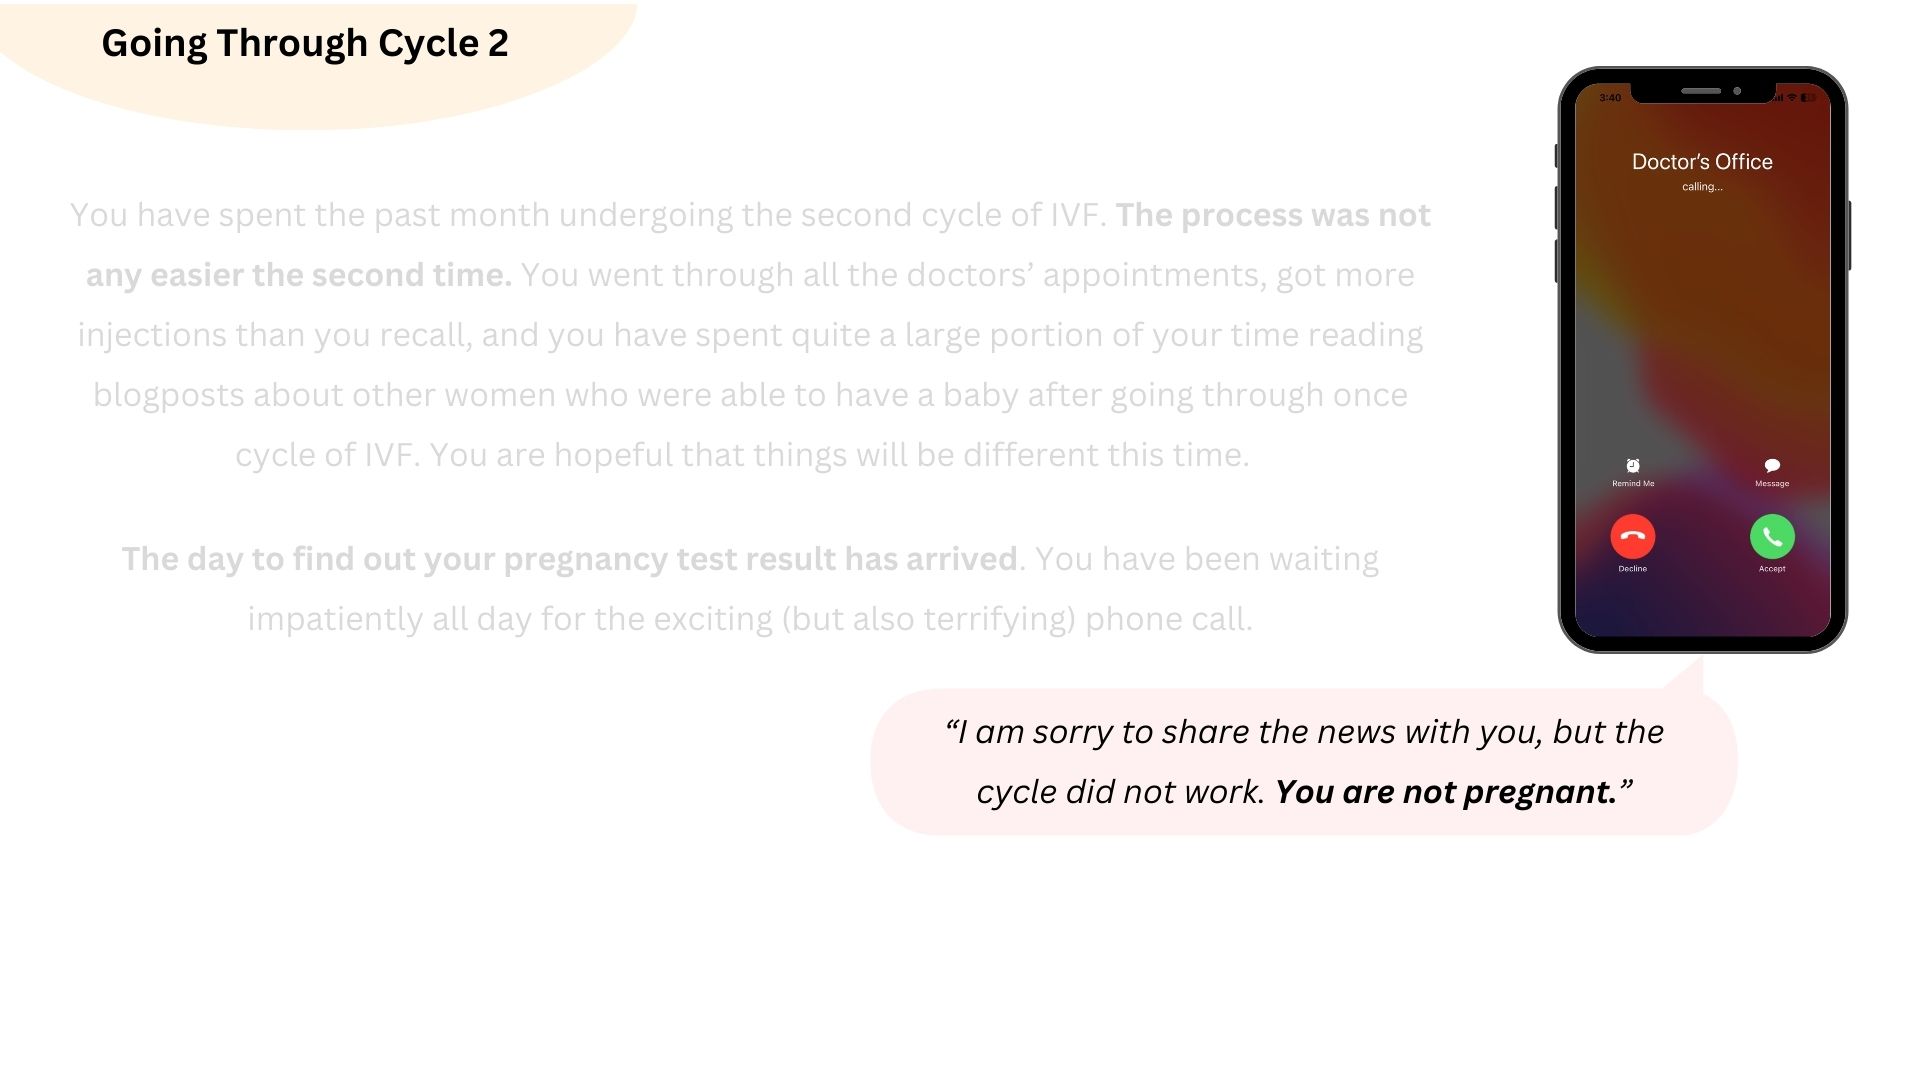 Going Through Cycle 2
You have spent the past month undergoing the second cycle of IVF. The process was not
any easier the second time. You went through all the doctors’ appointments, got more
injections than you recall, and you have spent quite a large portion of your time reading
blogposts about other women who were able to have a baby after going through once
cycle of IVF. You are hopeful that things will be different this time.
The day to find out your pregnancy test result has arrived. You have been waiting
impatiently all day for the exciting (but also terrifying) phone call.
3:40
Doctor’s Office
calling...
Remind Me
Message
Decline
Accept
“I am sorry to share the news with you, but the
cycle did not work. You are not pregnant.”